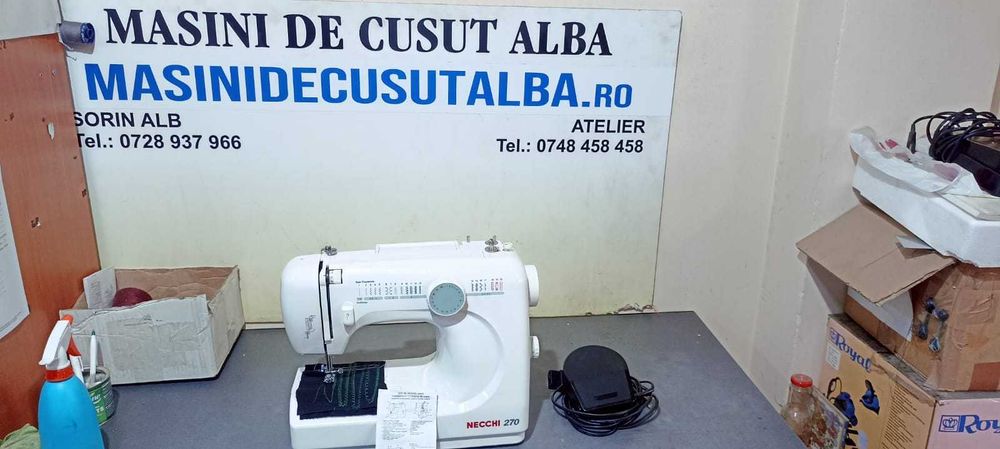 MASINI DE CUSUT ALBA
MASINIDECUSUTALBA.RO
SORIN ALB
Tel.: 0728 937 966
ATELIER
Tel.: 0748 458 458
NECCHI 270
Royal
Roy